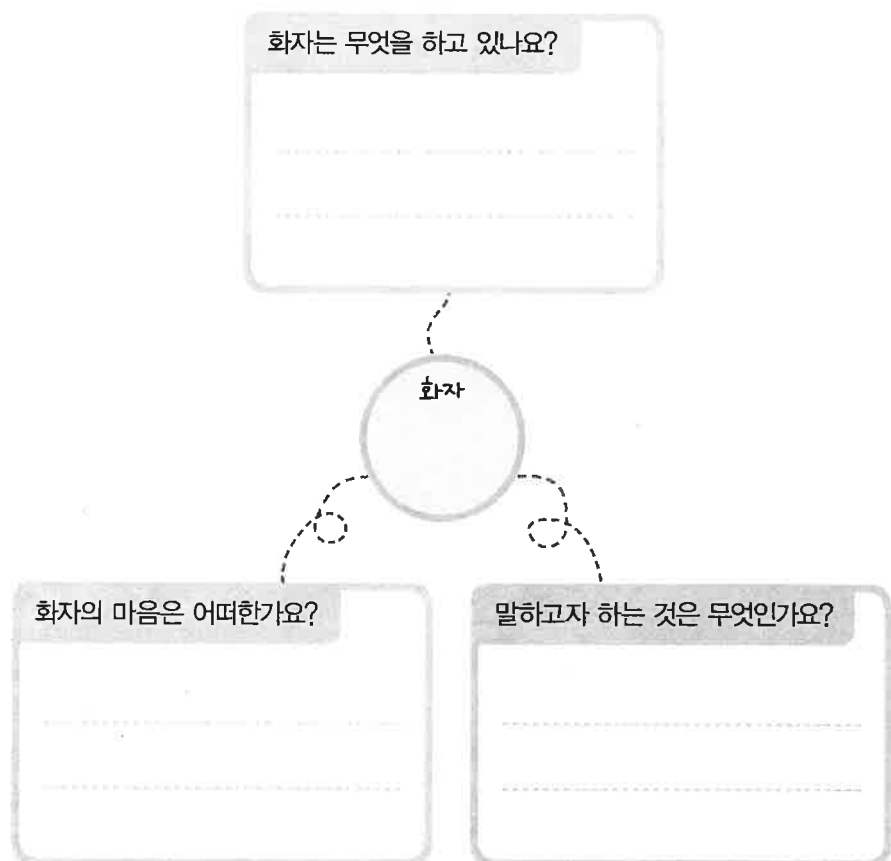 화자는 무엇을 하고 있나요?
화자
화자의 마음은 어떠한가요?
말하고자 하는 것은 무엇인가요?